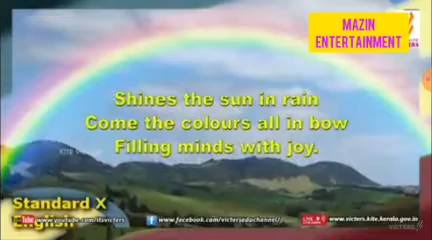 MAZIN
ENTERTAINMENT
Shines the sun in rain
Come the colours all in bow
Filling minds with joy.
Standard X
English
www.youtube.com/itsvicters
www.facebook.com/victerseduchannel/
www.victers.kite.kerala.gov.in
VICTERS